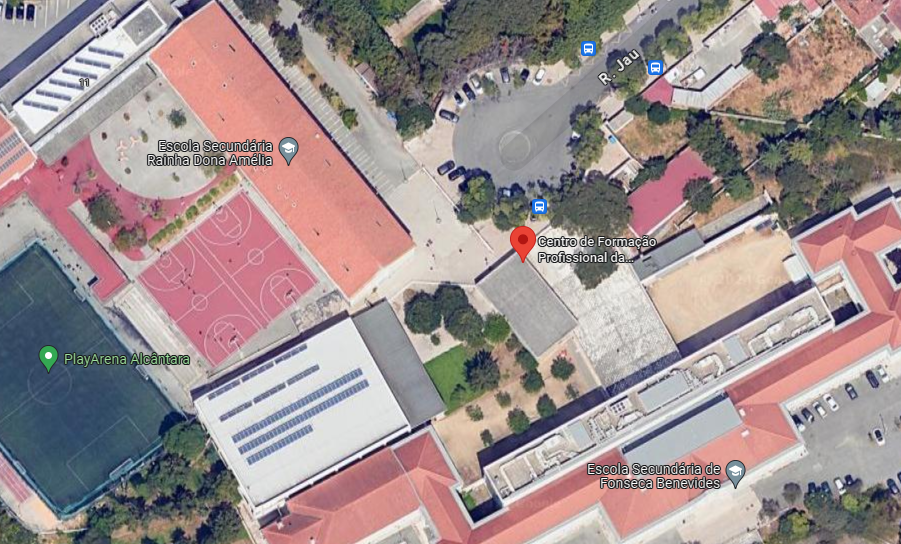 R. Jau
11
Escola Secundária
Rainha Dona Amélia
Centro de Formação
Profissional da...
PlayArena Alcântara
Escola Secundária de
Fonseca Benevides